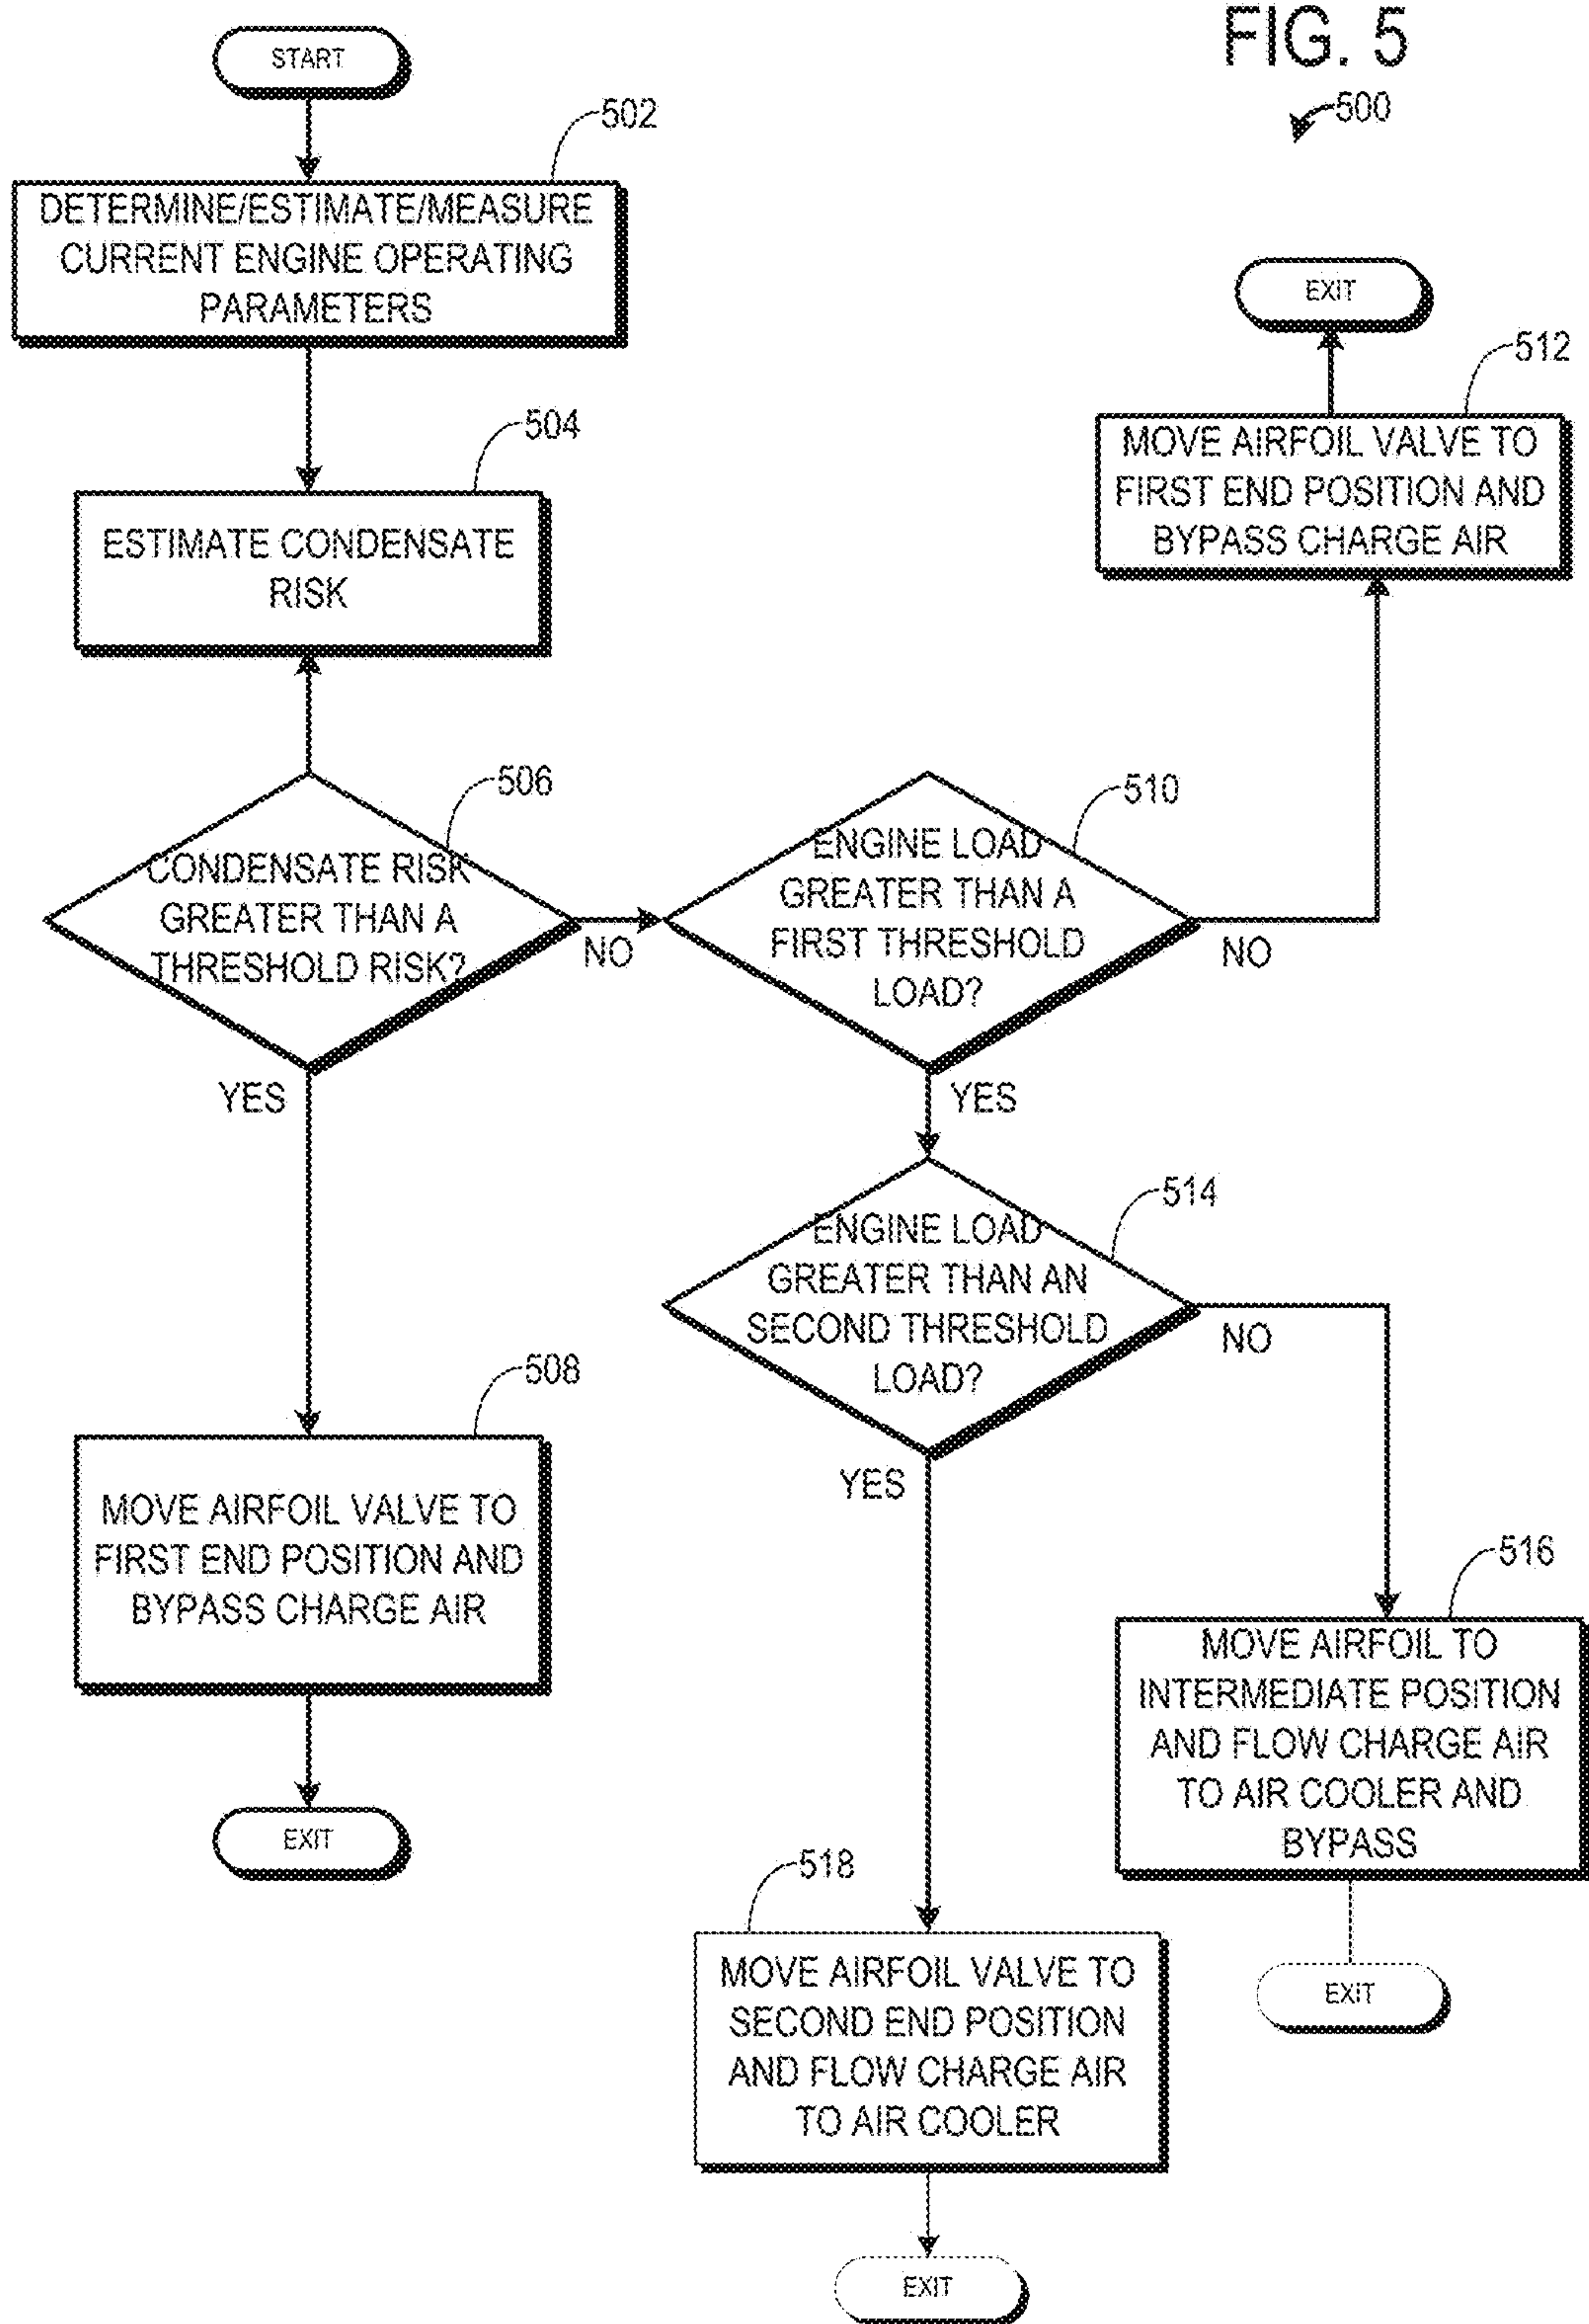 FIG. 5
500
START
502
DETERMINE/ESTIMATE/MEASURE
CURRENT ENGINE OPERATING
PARAMETERS
504
ESTIMATE CONDENSATE
RISK
506
CONDENSATE RISK
GREATER THAN A
THRESHOLD RISK?
NO
YES
508
MOVE AIRFOIL VALVE TO
FIRST END POSITION AND
BYPASS CHARGE AIR
EXIT
510
ENGINE LOAD
GREATER THAN A
FIRST THRESHOLD
LOAD?
NO
YES
EXIT
512
MOVE AIRFOIL VALVE TO
FIRST END POSITION AND
BYPASS CHARGE AIR
514
ENGINE LOAD
GREATER THAN AN
SECOND THRESHOLD
LOAD?
NO
YES
516
MOVE AIRFOIL TO
INTERMEDIATE POSITION
AND FLOW CHARGE AIR
TO AIR COOLER AND
BYPASS
EXIT
518
MOVE AIRFOIL VALVE TO
SECOND END POSITION
AND FLOW CHARGE AIR
TO AIR COOLER
EXIT